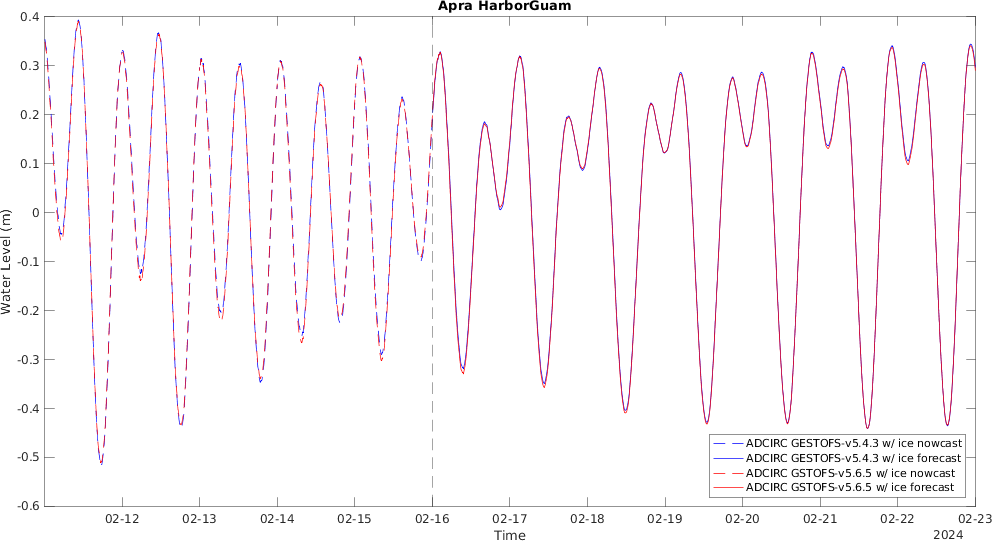 Apra HarborGuam
0.4
0.3
0.2
0.1
0
-0.1
-0.2
-0.3
-0.4
-0.5
-0.6
Water Level (m)
ADCIRC GESTOFS-v5.4.3 w/ ice nowcast
ADCIRC GESTOFS-v5.4.3 w/ ice forecast
ADCIRC GSTOFS-v5.6.5 w/ ice nowcast
ADCIRC GSTOFS-v5.6.5 w/ ice forecast
02-12 02-13 02-14 02-15 02-16 02-17 02-18 02-19 02-20 02-21 02-22 02-23
Time
2024